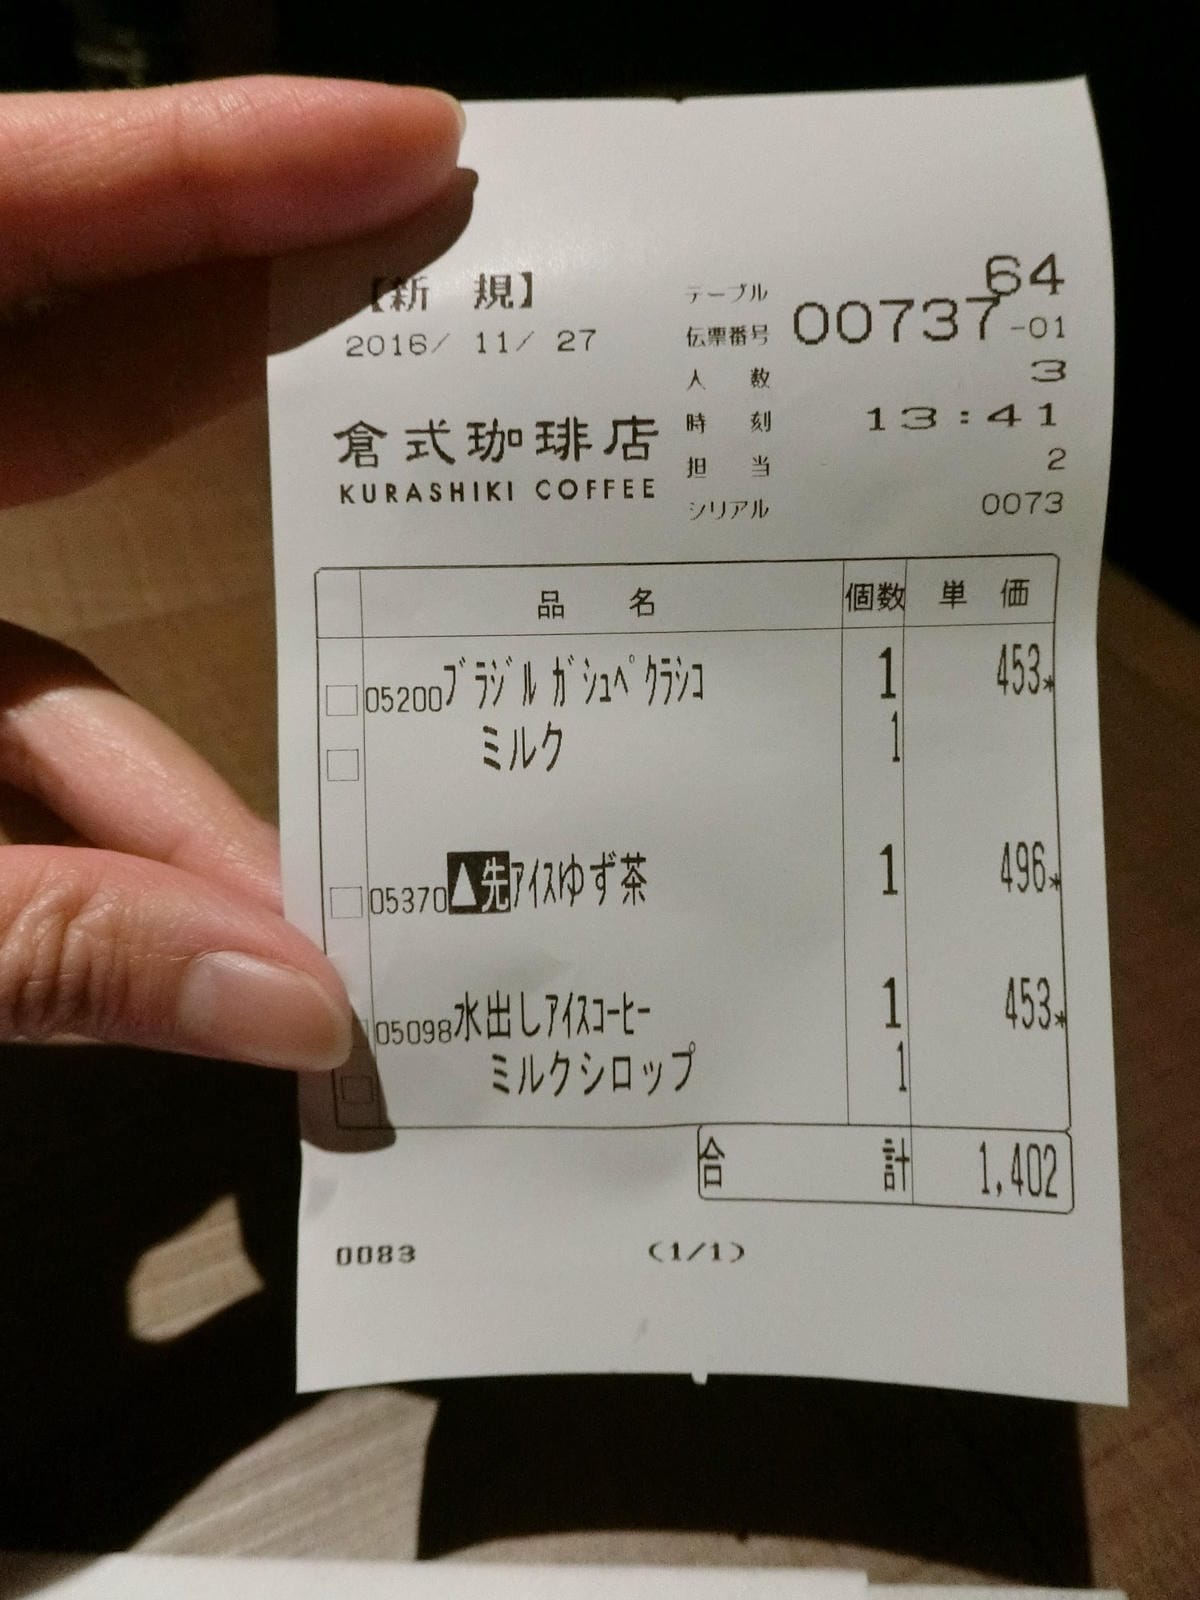 【新 規】
2016/ 11/ 27
倉式珈琲店
KURASHIKI COFFEE
テーブル 64
伝票番号 00737-01
人 数 3
時 刻 13:41
担 当 2
シリアル 0073
品 名 個数 単 価
05200ﾌﾞﾗｼﾞﾙ ｶﾞｼｭﾍﾟ ｸﾗｼｺ 1 453*
ミルク 1
05370▲先ｱｲｽゆず茶 1 496*
05098水出しｱｲｽｺｰﾋｰ 1 453*
ミルクシロップ 1
合 計 1,402
0083 (1/1)